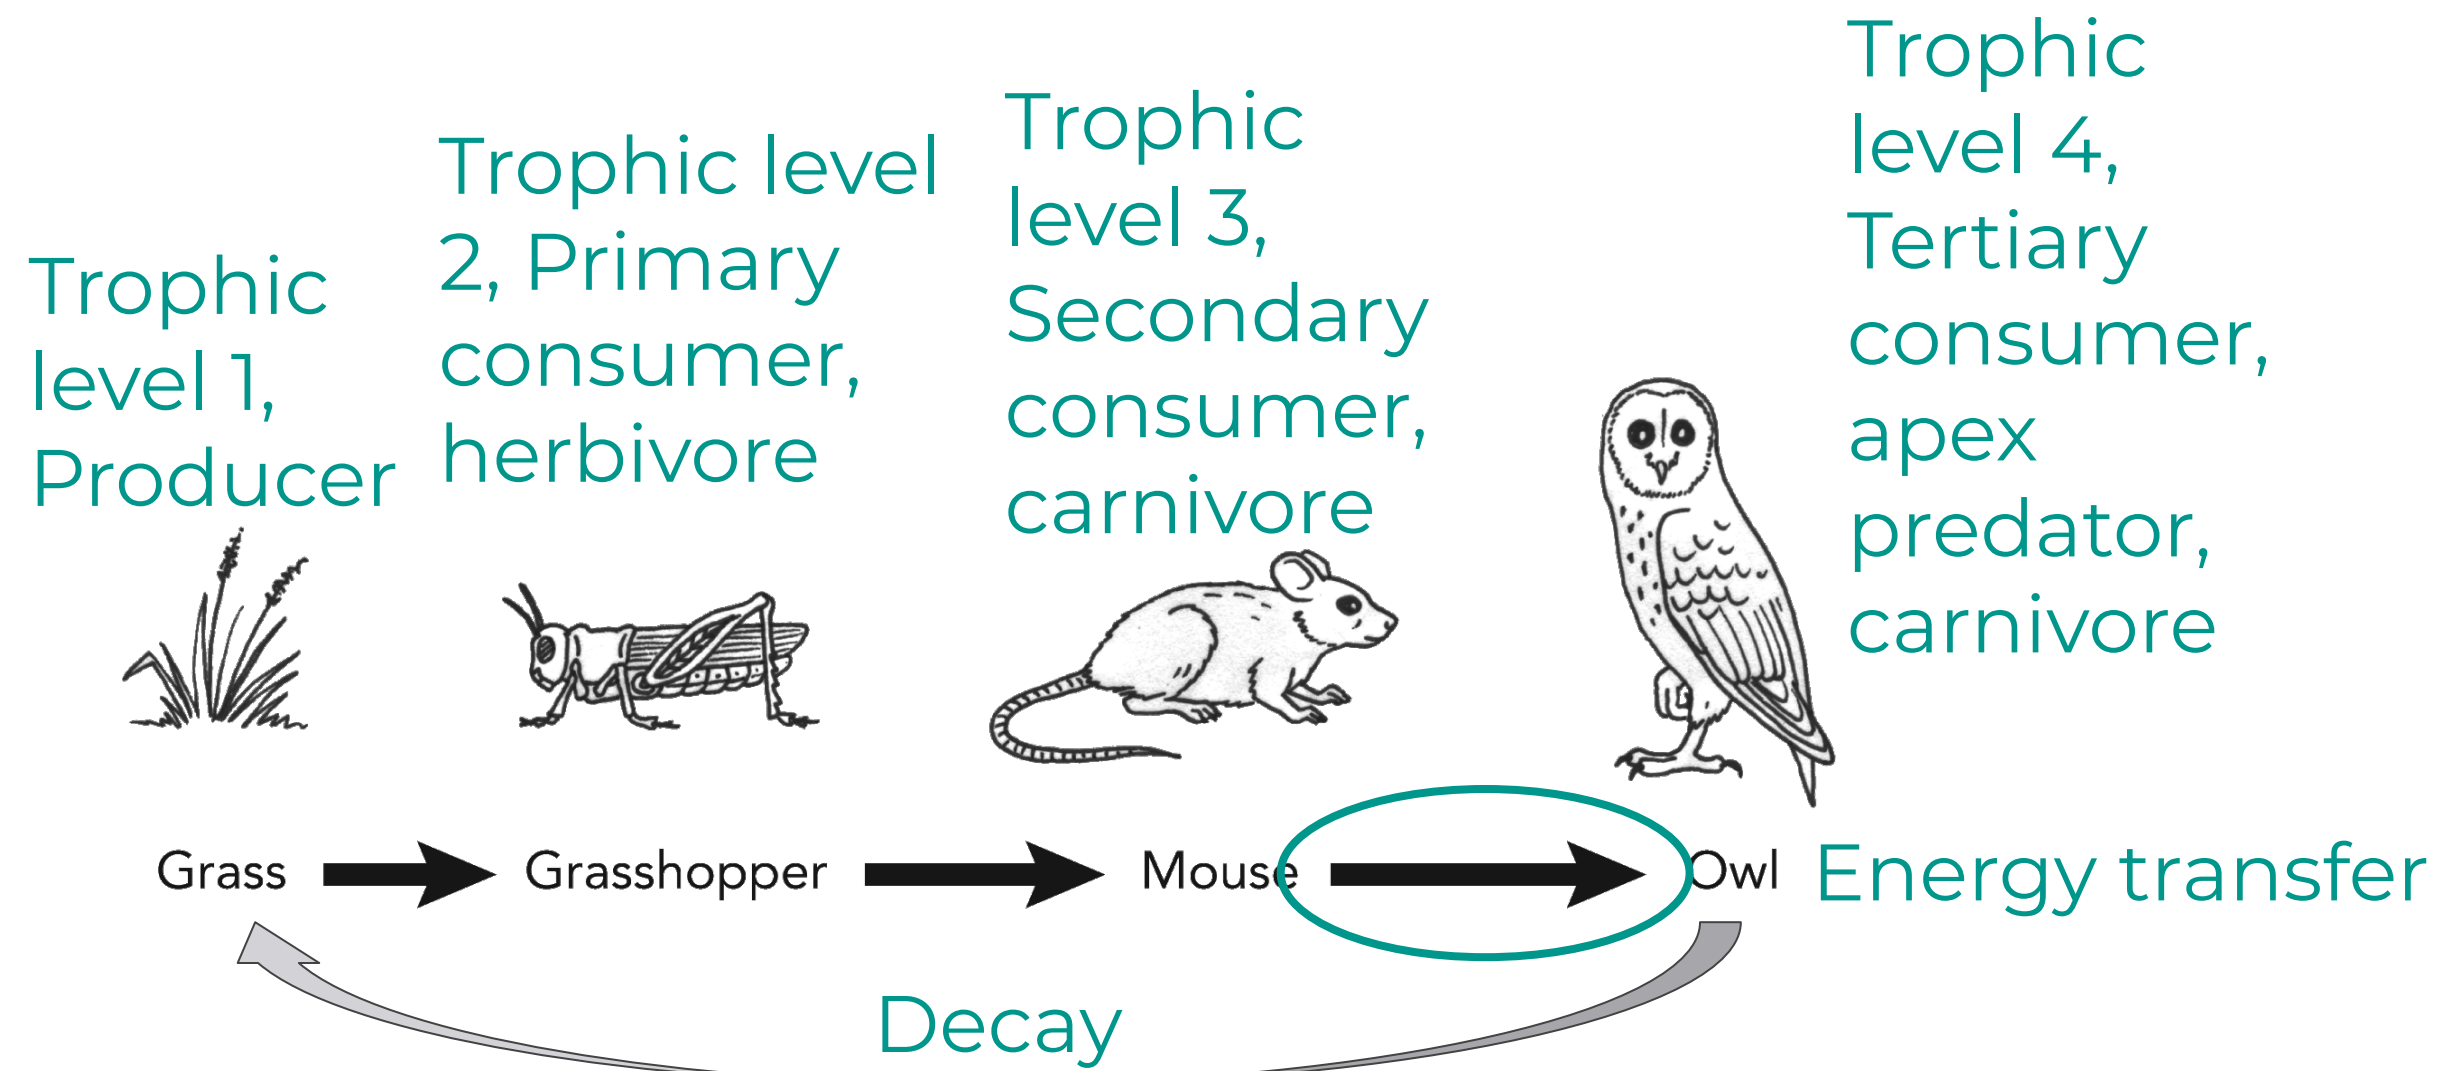 Trophic
level 1,
Producer
Trophic level
2, Primary
consumer,
herbivore
Trophic
level 3,
Secondary
consumer,
carnivore
Trophic
level 4,
Tertiary
consumer,
apex
predator,
carnivore
Grass Grasshopper Mouse Owl Energy transfer
Decay